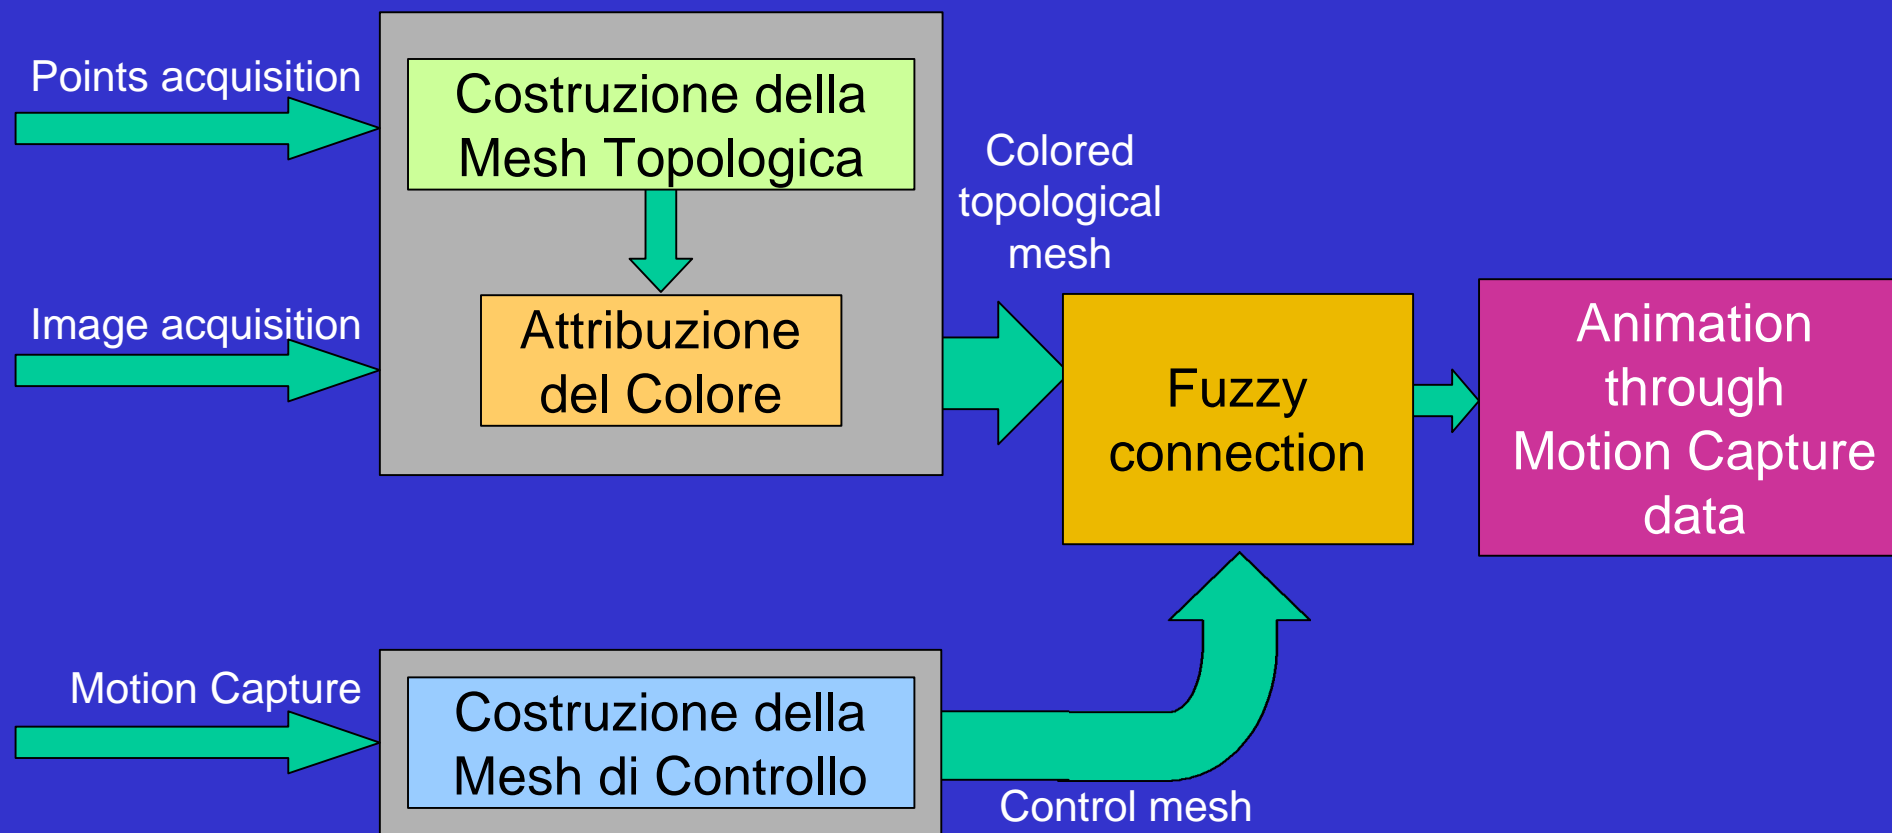 Points acquisition
Costruzione della
Mesh Topologica
Colored
topological
mesh
Image acquisition
Attribuzione
del Colore
Fuzzy
connection
Animation
through
Motion Capture
data
Motion Capture
Costruzione della
Mesh di Controllo
Control mesh